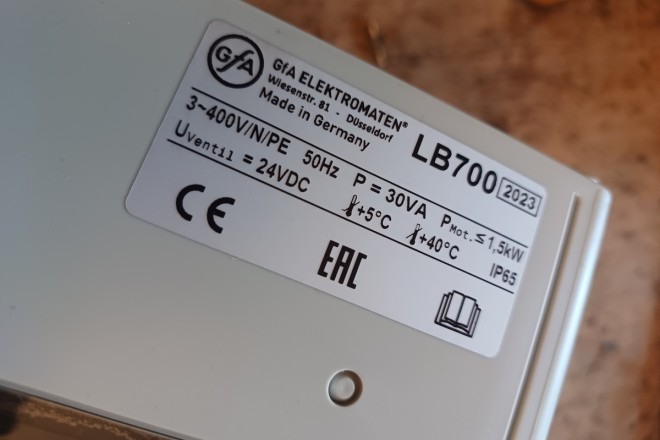 GfA
GfA ELEKTROMATEN®
Wiesenstr. 81 - Düsseldorf
Made in Germany
LB700 2023
3~400V/N/PE 50Hz P = 30VA PMot. ≤ 1,5kW
UVentil = 24VDC +5°C +40°C IP65
CE EAC